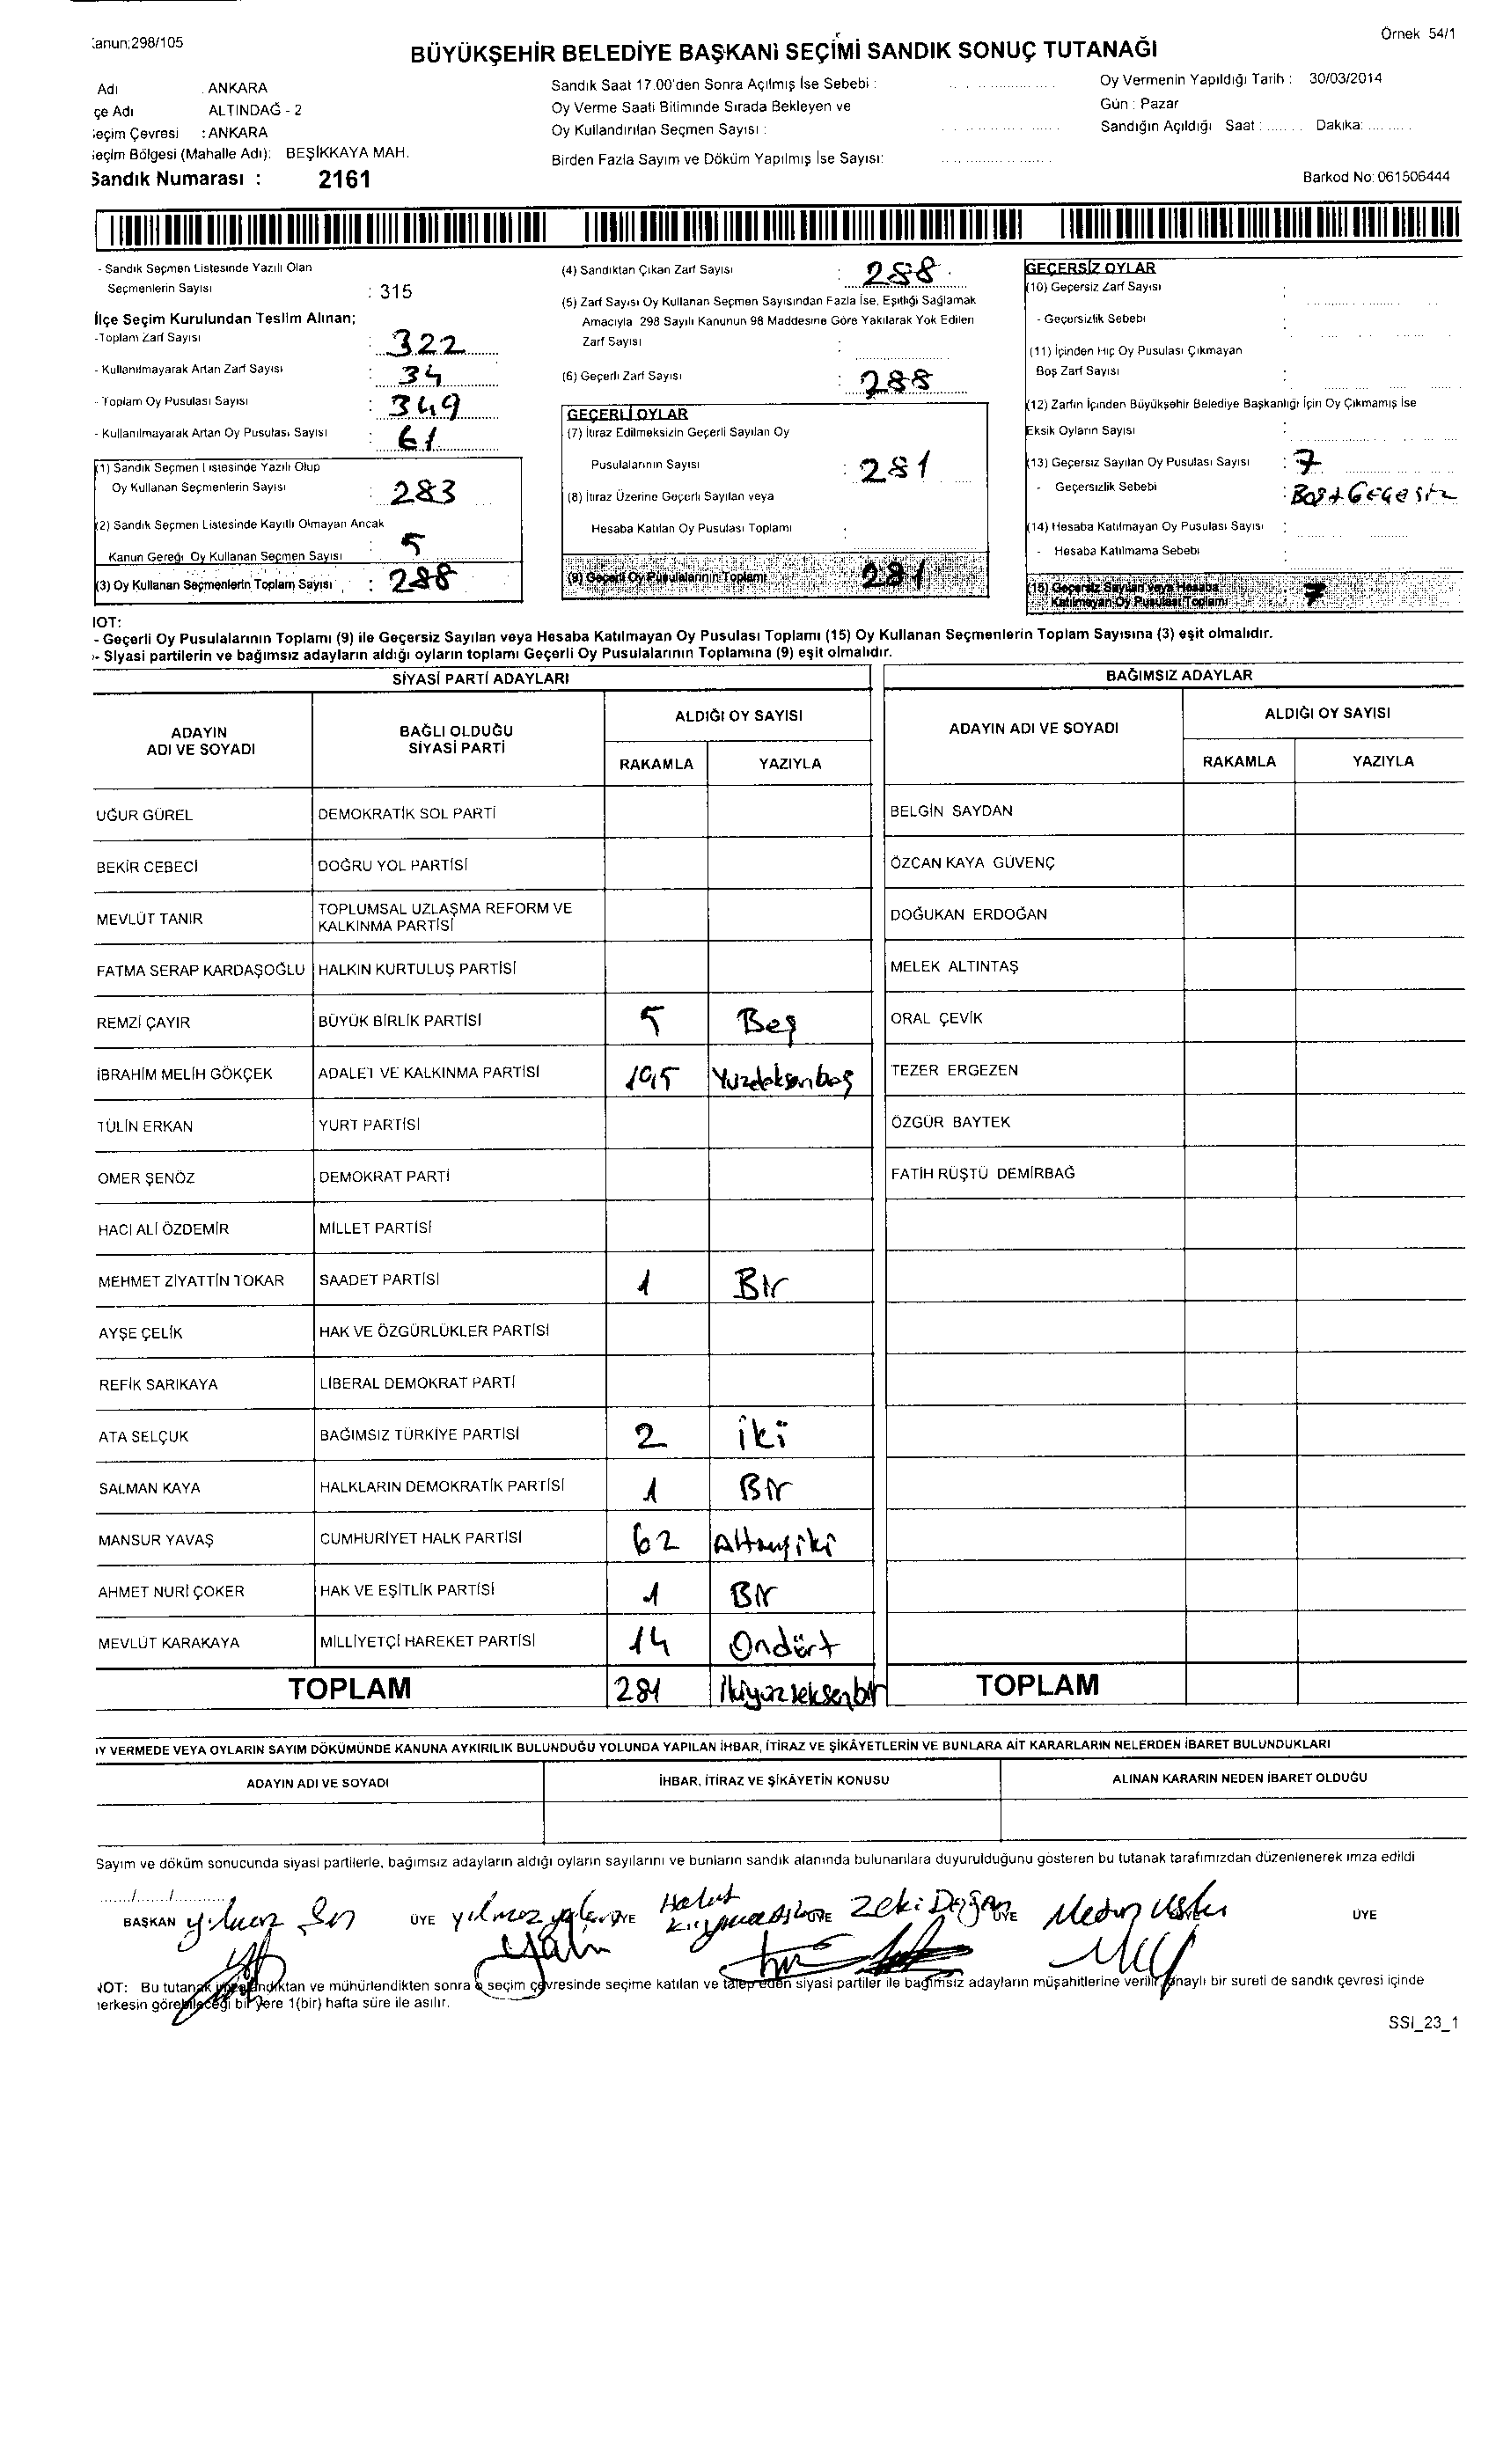 Kanun:298/105
Örnek 54/1
BÜYÜKŞEHİR BELEDİYE BAŞKANI SEÇİMİ SANDIK SONUÇ TUTANAĞI
Adı : ANKARA
çe Adı ALTINDAĞ - 2
eçim Çevresi : ANKARA
eçim Bölgesi (Mahalle Adı): BEŞİKKAYA MAH.
Sandık Numarası : 2161
Sandık Saat 17.00'den Sonra Açılmış İse Sebebi :
Oy Verme Saati Bitiminde Sırada Bekleyen ve
Oy Kullandırılan Seçmen Sayısı :
Birden Fazla Sayım ve Döküm Yapılmış İse Sayısı:
Oy Vermenin Yapıldığı Tarih : 30/03/2014
Gün : Pazar
Sandığın Açıldığı Saat : ....... Dakika: .........
Barkod No: 061506444
- Sandık Seçmen Listesinde Yazılı Olan
Seçmenlerin Sayısı : 315
İlçe Seçim Kurulundan Teslim Alınan;
-Toplam Zarf Sayısı : 322
- Kullanılmayarak Artan Zarf Sayısı : 34
- Toplam Oy Pusulası Sayısı : 349
- Kullanılmayarak Artan Oy Pusulası Sayısı : 61
(1) Sandık Seçmen Listesinde Yazılı Olup
Oy Kullanan Seçmenlerin Sayısı : 283
(2) Sandık Seçmen Listesinde Kayıtlı Olmayan Ancak
Kanun Gereği Oy Kullanan Seçmen Sayısı : 5
(3) Oy Kullanan Seçmenlerin Toplam Sayısı : 288
(4) Sandıktan Çıkan Zarf Sayısı : 288
(5) Zarf Sayısı Oy Kullanan Seçmen Sayısından Fazla İse, Eşitliği Sağlamak
Amacıyla 298 Sayılı Kanunun 98 Maddesine Göre Yakılarak Yok Edilen
Zarf Sayısı :
(6) Geçerli Zarf Sayısı : 288
GEÇERLİ OYLAR
(7) İtiraz Edilmeksizin Geçerli Sayılan Oy
Pusulalarının Sayısı : 281
(8) İtiraz Üzerine Geçerli Sayılan veya
Hesaba Katılan Oy Pusulası Toplamı :
(9) Geçerli Oy Pusulalarının Toplamı 281
GEÇERSİZ OYLAR
(10) Geçersiz Zarf Sayısı :
- Geçersizlik Sebebi :
(11) İçinden Hiç Oy Pusulası Çıkmayan
Boş Zarf Sayısı :
(12) Zarfın İçinden Büyükşehir Belediye Başkanlığı İçin Oy Çıkmamış İse
Eksik Oyların Sayısı :
(13) Geçersiz Sayılan Oy Pusulası Sayısı : 7
- Geçersizlik Sebebi :
(14) Hesaba Katılmayan Oy Pusulası Sayısı :
- Hesaba Katılmama Sebebi :
(15) Geçersiz Sayılan veya Hesaba
Katılmayan Oy Pusulası Toplamı 7
NOT:
- Geçerli Oy Pusulalarının Toplamı (9) ile Geçersiz Sayılan veya Hesaba Katılmayan Oy Pusulası Toplamı (15) Oy Kullanan Seçmenlerin Toplam Sayısına (3) eşit olmalıdır.
- Siyasi partilerin ve bağımsız adayların aldığı oyların toplamı Geçerli Oy Pusulalarının Toplamına (9) eşit olmalıdır.
SİYASİ PARTİ ADAYLARI BAĞIMSIZ ADAYLAR
ADAYIN ADI VE SOYADI BAĞLI OLDUĞU SİYASİ PARTİ ALDIĞI OY SAYISI ADAYIN ADI VE SOYADI ALDIĞI OY SAYISI
RAKAMLA YAZIYLA RAKAMLA YAZIYLA
UĞUR GÜREL DEMOKRATİK SOL PARTİ BELGİN SAYDAN
BEKİR CEBECİ DOĞRU YOL PARTİSİ ÖZCAN KAYA GÜVENÇ
MEVLÜT TANIR TOPLUMSAL UZLAŞMA REFORM VE KALKINMA PARTİSİ DOĞUKAN ERDOĞAN
FATMA SERAP KARDAŞOĞLU HALKIN KURTULUŞ PARTİSİ MELEK ALTINTAŞ
REMZİ ÇAYIR BÜYÜK BİRLİK PARTİSİ 5 Beş ORAL ÇEVİK
İBRAHİM MELİH GÖKÇEK ADALET VE KALKINMA PARTİSİ 195 Yuzdoksanbeş TEZER ERGEZEN
TÜLİN ERKAN YURT PARTİSİ ÖZGÜR BAYTEK
ÖMER ŞENÖZ DEMOKRAT PARTİ FATİH RÜŞTÜ DEMİRBAĞ
HACI ALİ ÖZDEMİR MİLLET PARTİSİ
MEHMET ZİYATTİN TOKAR SAADET PARTİSİ 1 Bir
AYŞE ÇELİK HAK VE ÖZGÜRLÜKLER PARTİSİ
REFİK SARIKAYA LİBERAL DEMOKRAT PARTİ
ATA SELÇUK BAĞIMSIZ TÜRKİYE PARTİSİ 2 iki
SALMAN KAYA HALKLARIN DEMOKRATİK PARTİSİ 1 Bir
MANSUR YAVAŞ CUMHURİYET HALK PARTİSİ 62 Altmışiki
AHMET NURİ ÇOKER HAK VE EŞİTLİK PARTİSİ 1 Bir
MEVLÜT KARAKAYA MİLLİYETÇİ HAREKET PARTİSİ 14 Ondört
TOPLAM 281 ikiyüzseksenbir TOPLAM
OY VERMEDE VEYA OYLARIN SAYIM DÖKÜMÜNDE KANUNA AYKIRILIK BULUNDUĞU YOLUNDA YAPILAN İHBAR, İTİRAZ VE ŞİKÂYETLERİN VE BUNLARA AİT KARARLARIN NELERDEN İBARET BULUNDUKLARI
ADAYIN ADI VE SOYADI İHBAR, İTİRAZ VE ŞİKÂYETİN KONUSU ALINAN KARARIN NEDEN İBARET OLDUĞU
Sayım ve döküm sonucunda siyasi partilerle, bağımsız adayların aldığı oyların sayılarını ve bunların sandık alanında bulunanlara duyurulduğunu gösteren bu tutanak tarafımızdan düzenlenerek imza edildi
......./......./............
BAŞKAN ÜYE Yılmaz ÜYE ÜYE Zeki Doğan ÜYE ÜYE ÜYE
NOT: Bu tutanak imzalandıktan ve mühürlendikten sonra o seçim çevresinde seçime katılan ve talep eden siyasi partiler ile bağımsız adayların müşahitlerine verilir onaylı bir sureti de sandık çevresi içinde
herkesin görebileceği bir yere 1(bir) hafta süre ile asılır.
SSI_23_1